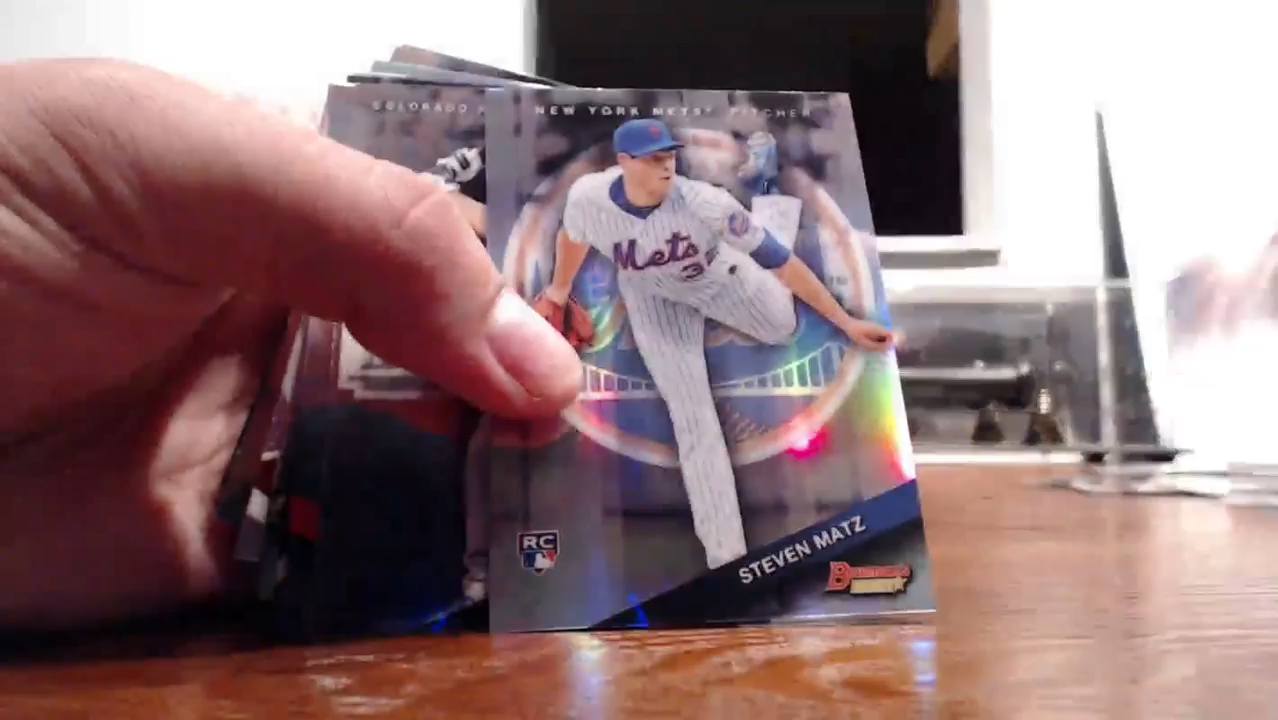 COLORADO
NEW YORK METS® PITCHER
Mets
RC
STEVEN MATZ
BOWMAN'S
BEST